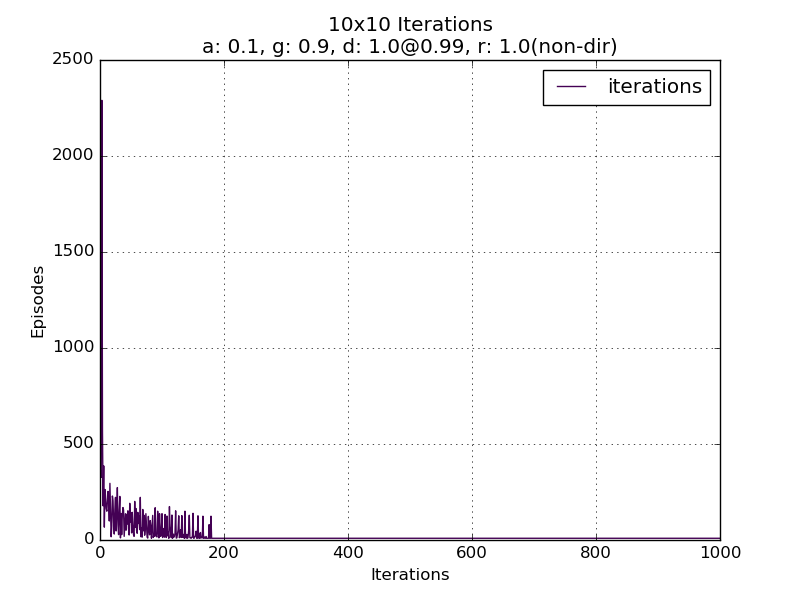 10x10 Iterations
a: 0.1, g: 0.9, d: 1.0@0.99, r: 1.0(non-dir)
2500
iterations
2000
1500
Episodes
1000
500
0
0 200 400 600 800 1000
Iterations